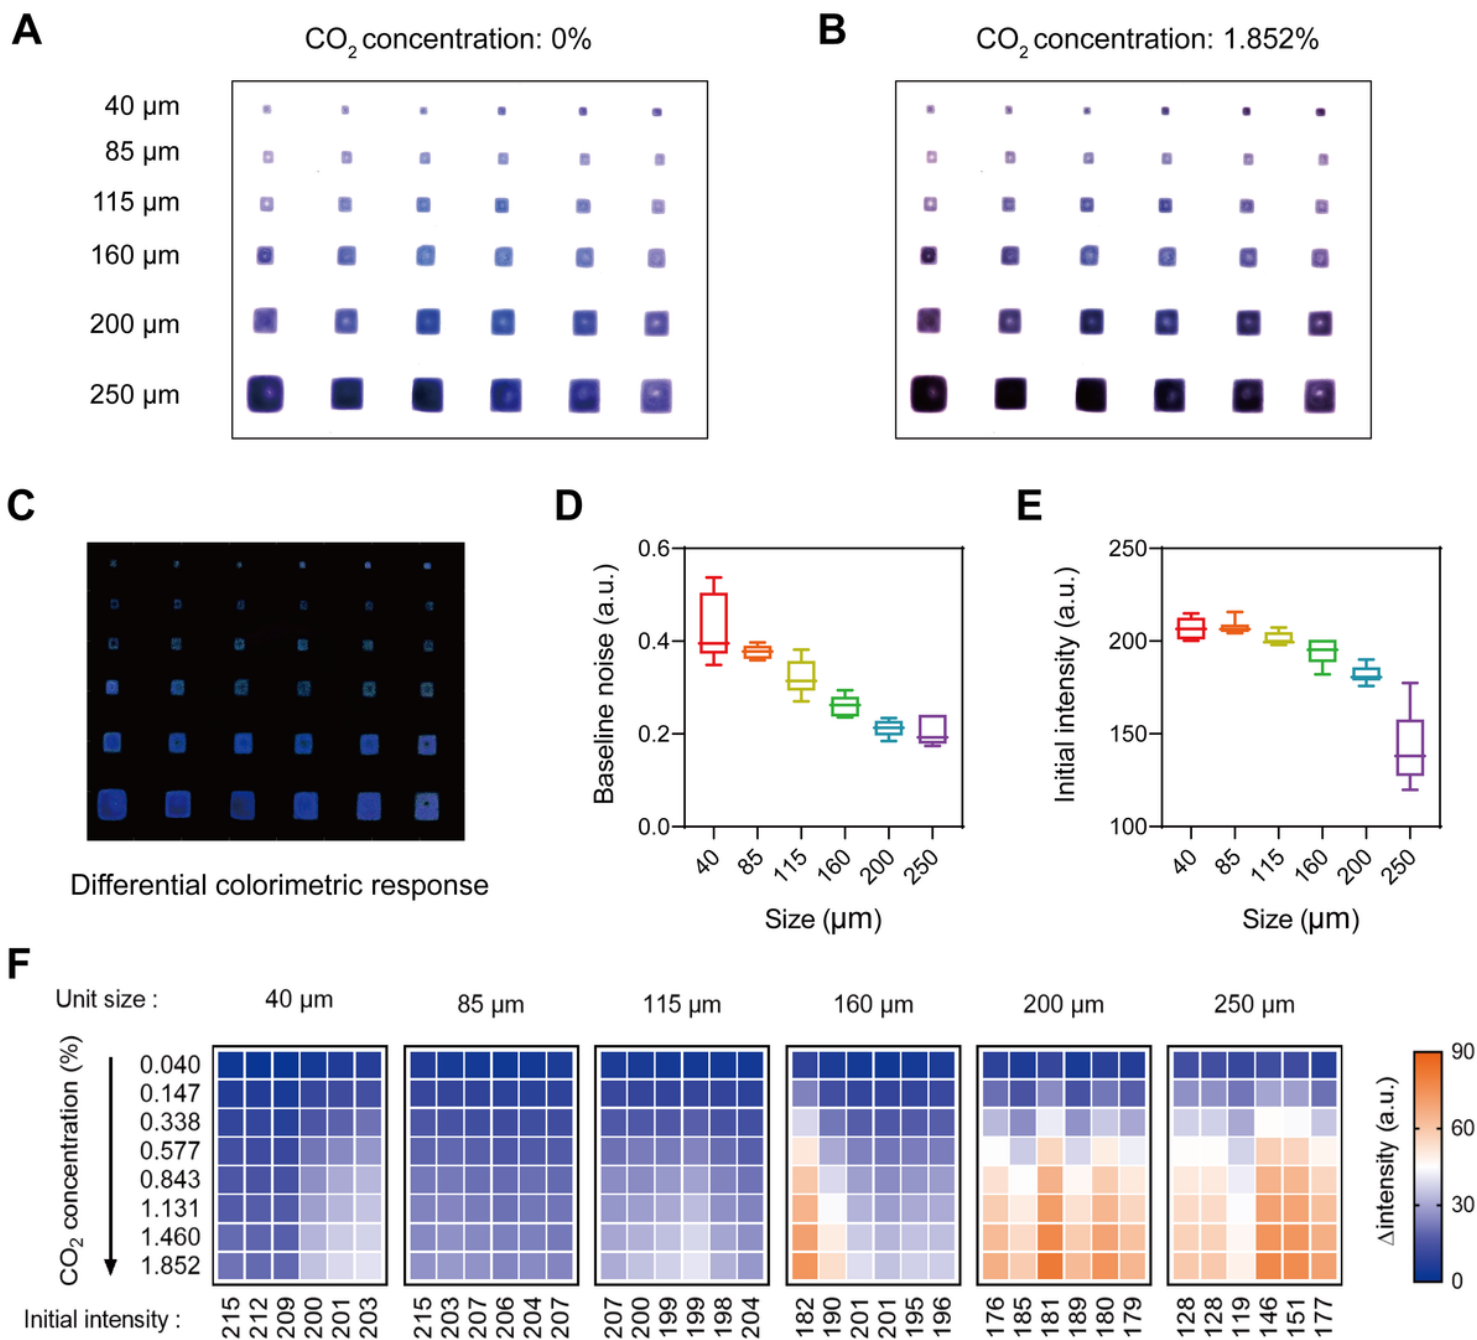 A
CO2 concentration: 0%
B
CO2 concentration: 1.852%
40 µm
85 µm
115 µm
160 µm
200 µm
250 µm
C
Differential colorimetric response
D
Baseline noise (a.u.)
0.6
0.4
0.2
0.0
40 85 115 160 200 250
Size (µm)
E
Initial intensity (a.u.)
250
200
150
100
40 85 115 160 200 250
Size (µm)
F
Unit size : 40 µm 85 µm 115 µm 160 µm 200 µm 250 µm
CO2 concentration (%)
0.040
0.147
0.338
0.577
0.843
1.131
1.460
1.852
Initial intensity : 215 212 209 200 201 203 215 203 207 206 204 207 207 200 199 199 198 204 182 190 201 201 195 196 176 185 181 189 180 179 128 128 119 146 151 177
90
60
30
0
Δintensity (a.u.)